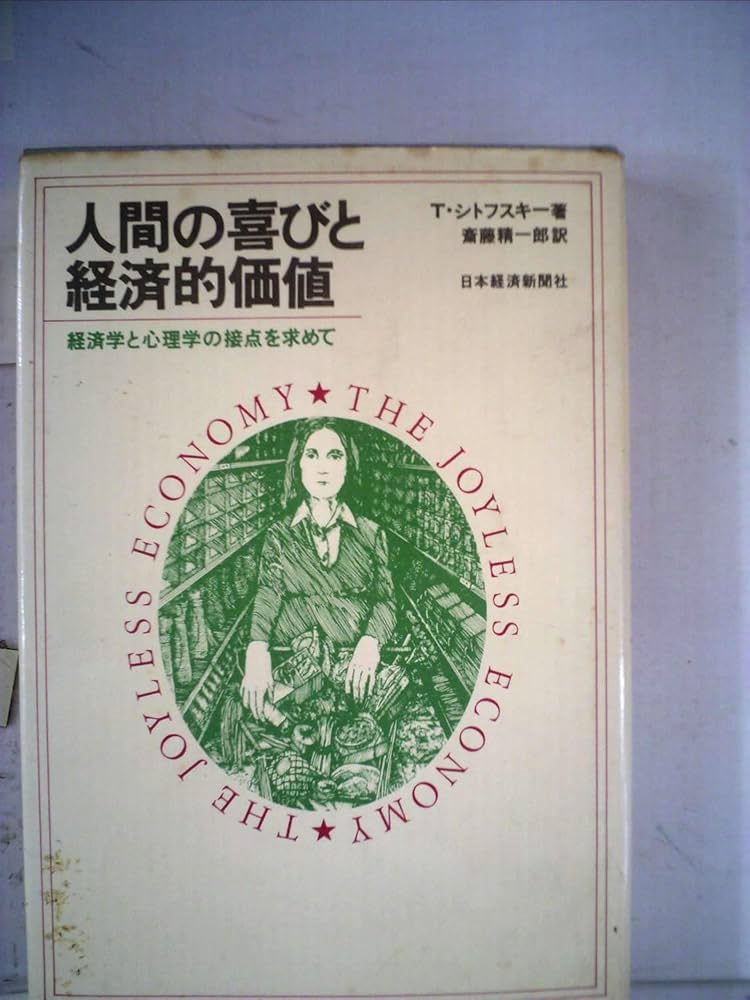 人間の喜びと
経済的価値
経済学と心理学の接点を求めて
T・シトフスキー著
斎藤精一郎訳
日本経済新聞社
THE JOYLESS ECONOMY ★ THE JOYLESS ECONOMY ★